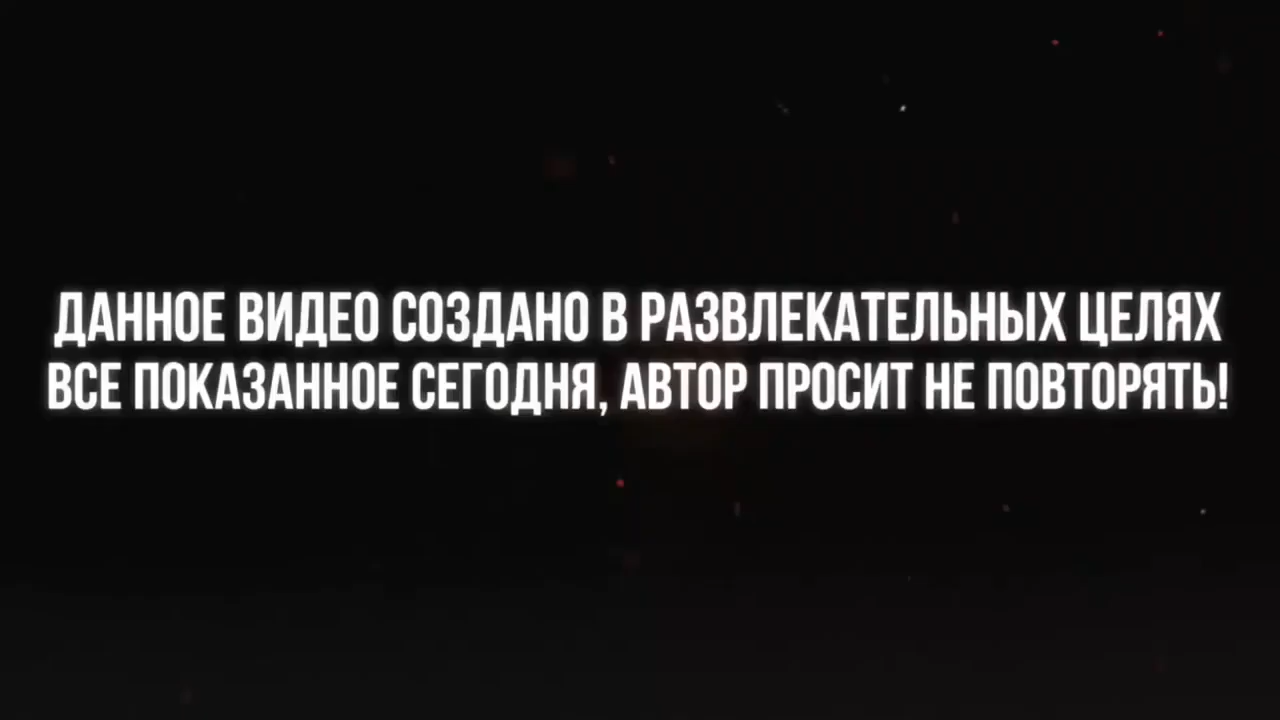 ДАННОЕ ВИДЕО СОЗДАНО В РАЗВЛЕКАТЕЛЬНЫХ ЦЕЛЯХ
ВСЕ ПОКАЗАННОЕ СЕГОДНЯ, АВТОР ПРОСИТ НЕ ПОВТОРЯТЬ!